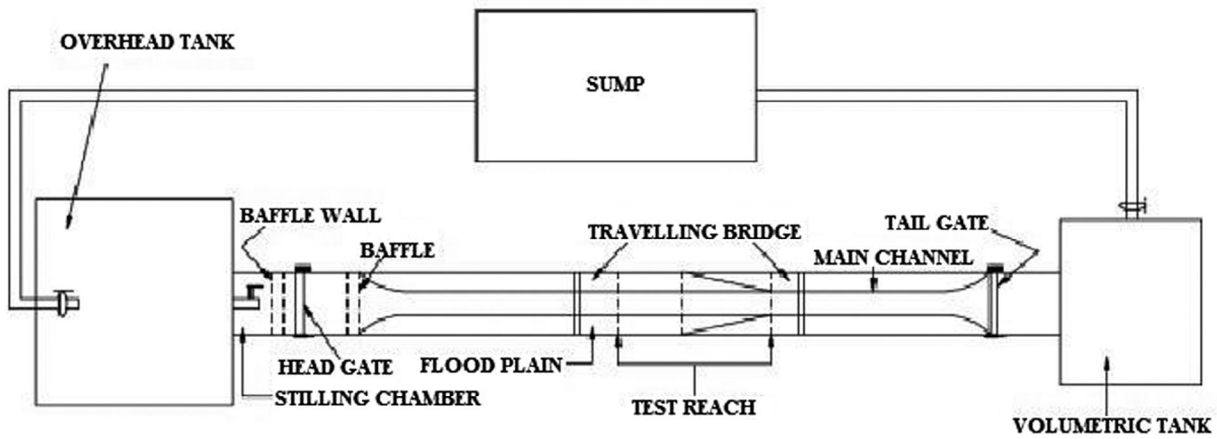 OVERHEAD TANK
SUMP
BAFFLE WALL
BAFFLE
TRAVELLING BRIDGE
TAIL GATE
MAIN CHANNEL
HEAD GATE
FLOOD PLAIN
STILLING CHAMBER
TEST REACH
VOLUMETRIC TANK